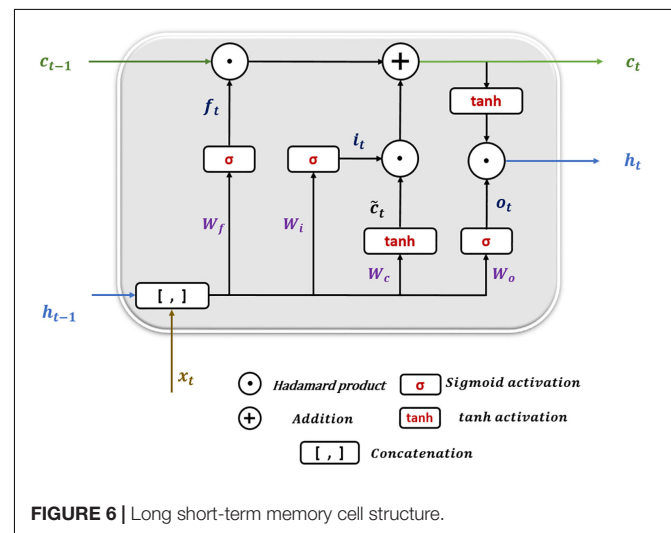 c_{t-1}
c_t
tanh
f_t
i_t
σ
σ
h_t
c̃_t
o_t
W_f
W_i
tanh
σ
W_c
W_o
[ , ]
h_{t-1}
x_t
Hadamard product
σ
Sigmoid activation
Addition
tanh
tanh activation
[ , ]
Concatenation
FIGURE 6 | Long short-term memory cell structure.